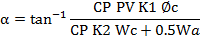 α = tan⁻¹ CP PV K1 Øc
CP K2 Wc + 0.5Wa